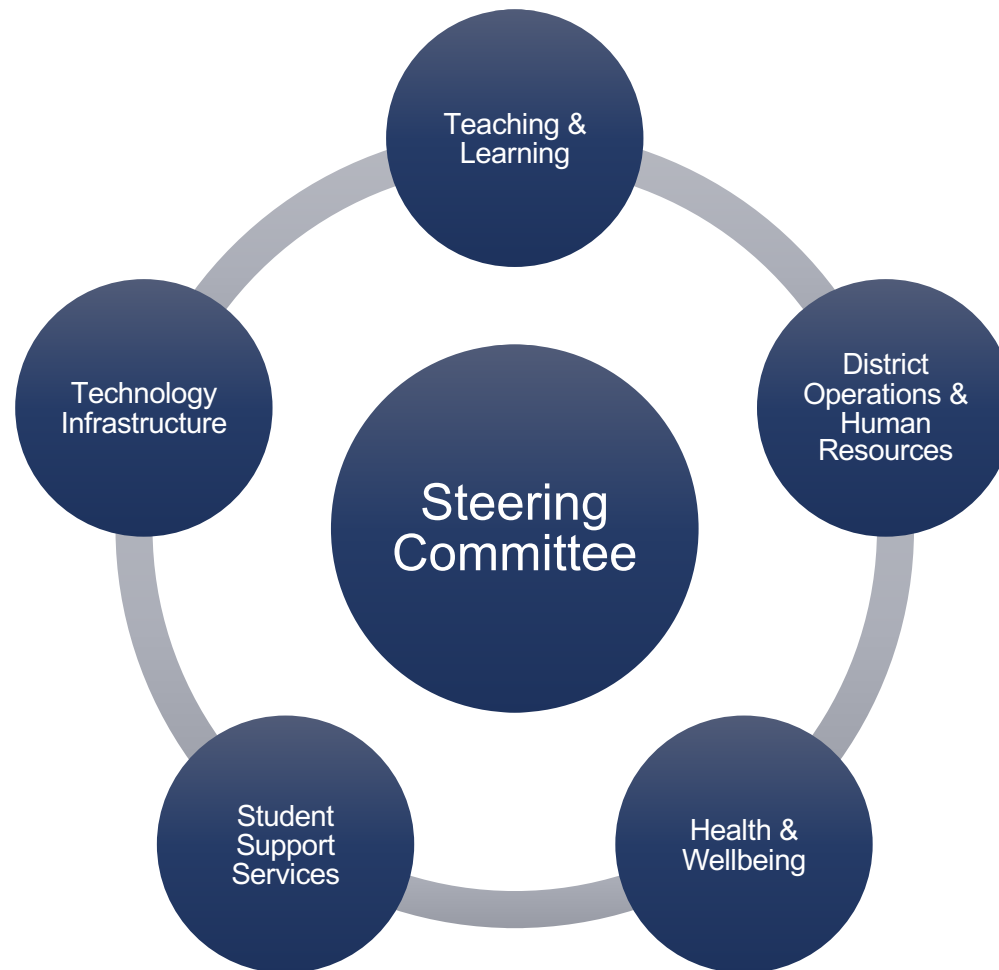 Teaching &
Learning
District
Operations &
Human
Resources
Technology
Infrastructure
Steering
Committee
Student
Support
Services
Health &
Wellbeing